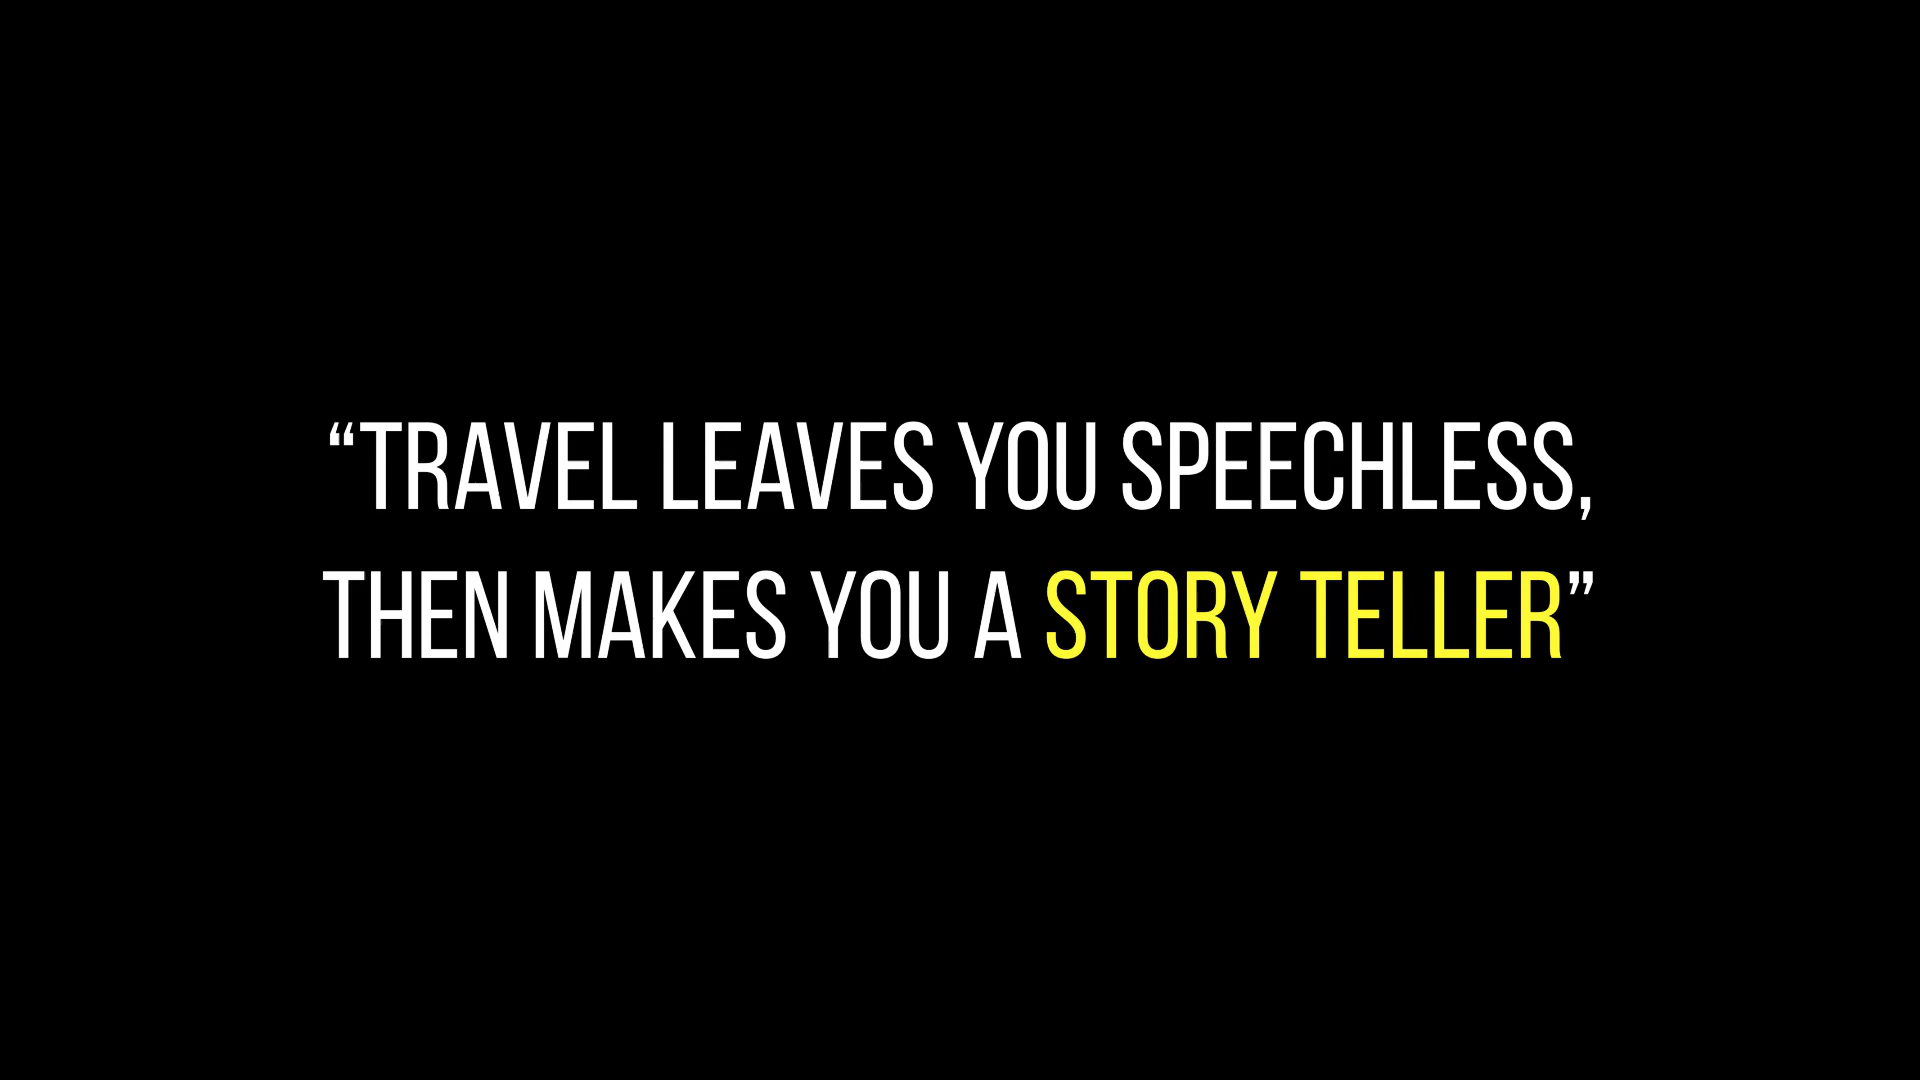 “TRAVEL LEAVES YOU SPEECHLESS,
THEN MAKES YOU A STORY TELLER”